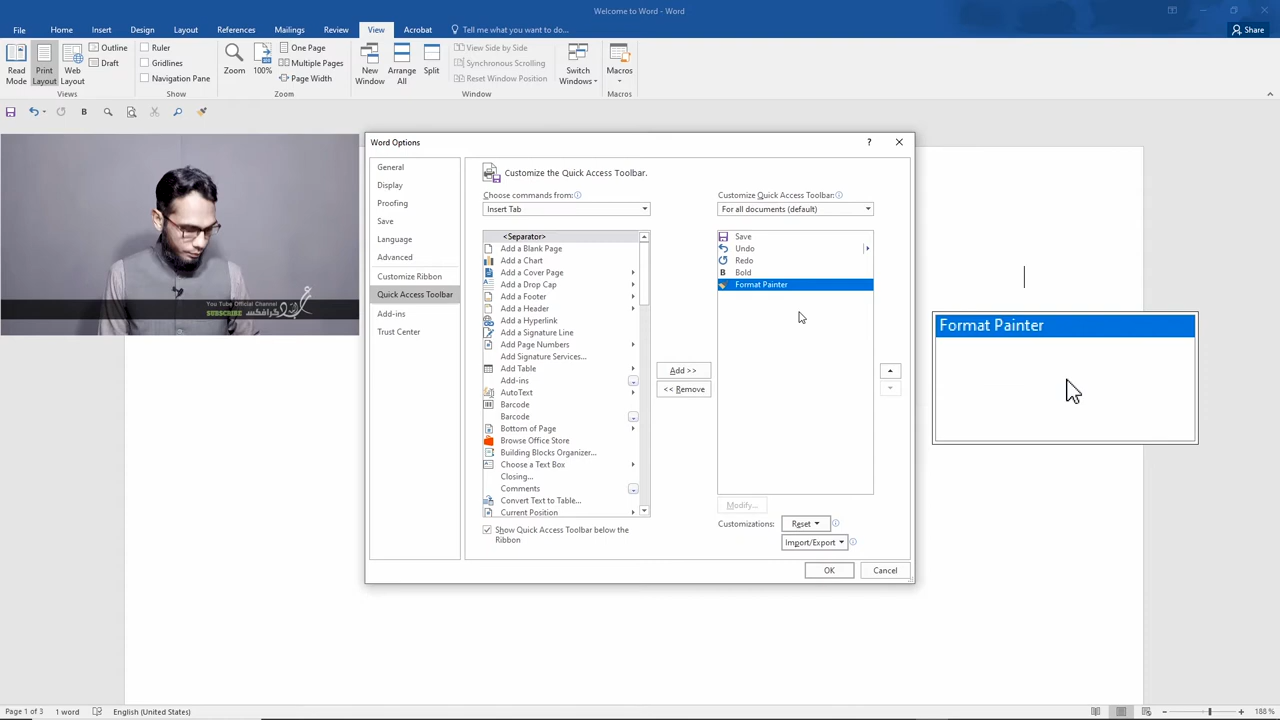 Welcome to Word - Word
File Home Insert Design Layout References Mailings Review View Acrobat Tell me what you want to do... Share
Read Mode
Print Layout
Web Layout
Outline
Draft
Views
Ruler
Gridlines
Navigation Pane
Show
Zoom
100%
One Page
Multiple Pages
Page Width
Zoom
New Window
Arrange All
Split
View Side by Side
Synchronous Scrolling
Reset Window Position
Window
Switch Windows
Macros
Macros
B
You Tube Official Channel
SUBSCRIBE
گرافکس
Word Options
?
General
Display
Proofing
Save
Language
Advanced
Customize Ribbon
Quick Access Toolbar
Add-ins
Trust Center
Customize the Quick Access Toolbar.
Choose commands from:
Insert Tab
<Separator>
Add a Blank Page
Add a Chart
Add a Cover Page
Add a Drop Cap
Add a Footer
Add a Header
Add a Hyperlink
Add a Signature Line
Add Page Numbers
Add Signature Services...
Add Table
Add-ins
AutoText
Barcode
Barcode
Bottom of Page
Browse Office Store
Building Blocks Organizer...
Choose a Text Box
Closing...
Comments
Convert Text to Table...
Current Position
Show Quick Access Toolbar below the
Ribbon
Add >>
<< Remove
Customize Quick Access Toolbar:
For all documents (default)
Save
Undo
Redo
B Bold
Format Painter
Modify...
Customizations: Reset
Import/Export
OK Cancel
Format Painter
Page 1 of 3 1 word English (United States) 188 %